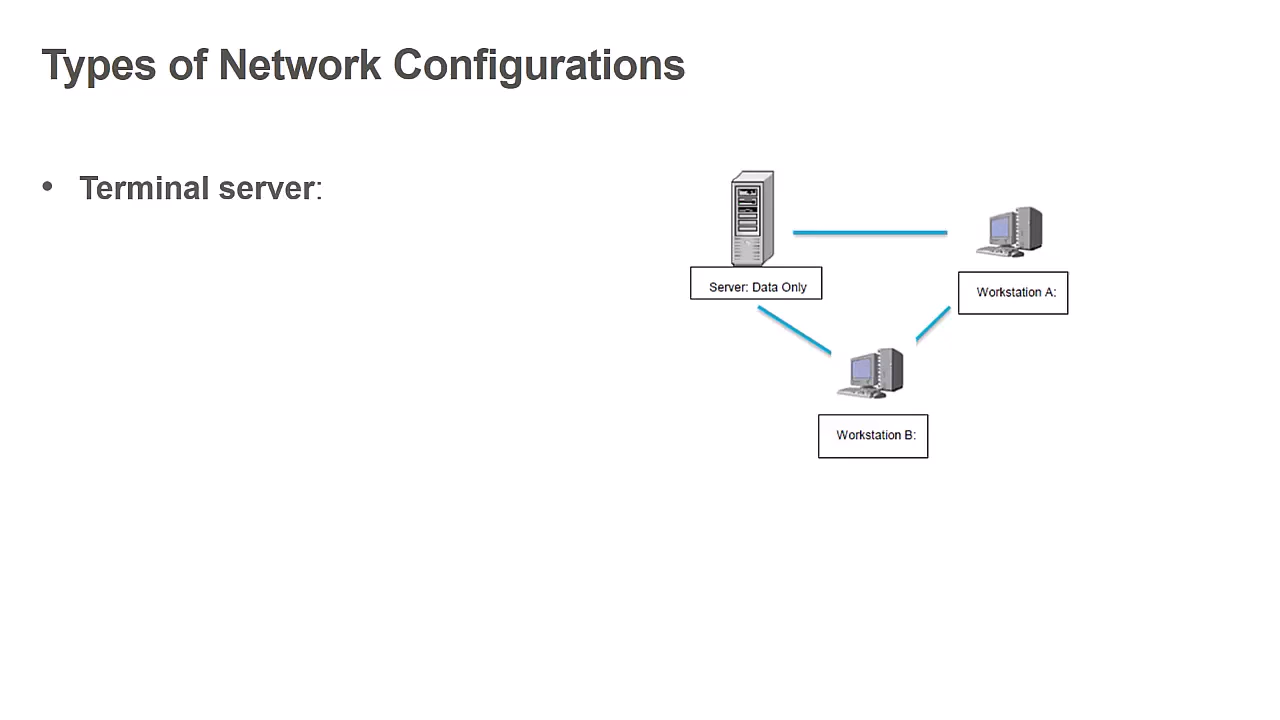 Types of Network Configurations
• Terminal server:
Server: Data Only
Workstation A:
Workstation B: